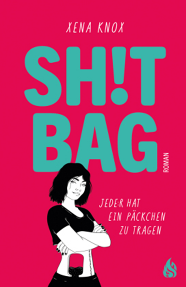 XENA KNOX
SH!T
BAG
ROMAN
JEDER HAT
EIN PÄCKCHEN
ZU TRAGEN